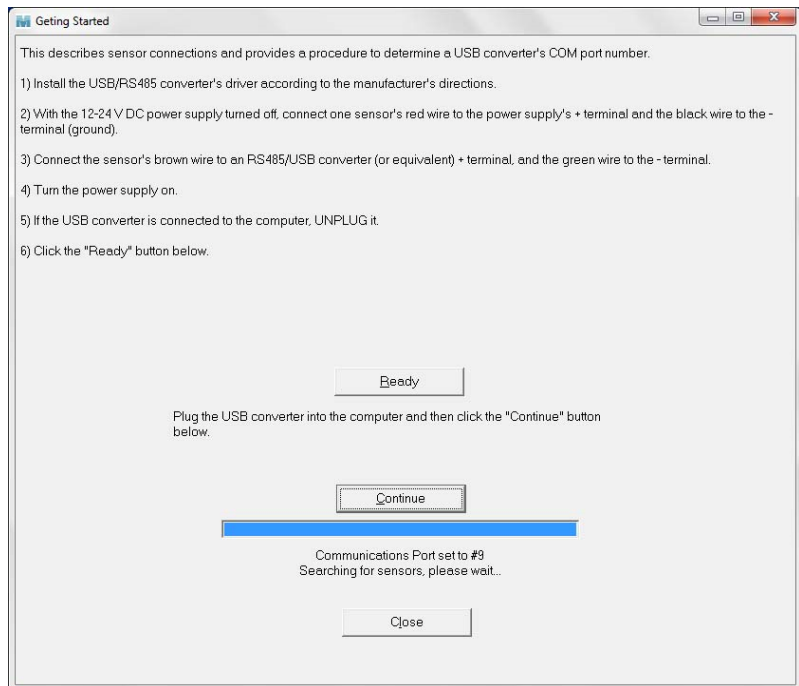 Geting Started
This describes sensor connections and provides a procedure to determine a USB converter's COM port number.
1) Install the USB/RS485 converter's driver according to the manufacturer's directions.
2) With the 12-24 V DC power supply turned off, connect one sensor's red wire to the power supply's + terminal and the black wire to the -
terminal (ground).
3) Connect the sensor's brown wire to an RS485/USB converter (or equivalent) + terminal, and the green wire to the - terminal.
4) Turn the power supply on.
5) If the USB converter is connected to the computer, UNPLUG it.
6) Click the "Ready" button below.
Ready
Plug the USB converter into the computer and then click the "Continue" button
below.
Continue
Communications Port set to #9
Searching for sensors, please wait...
Close